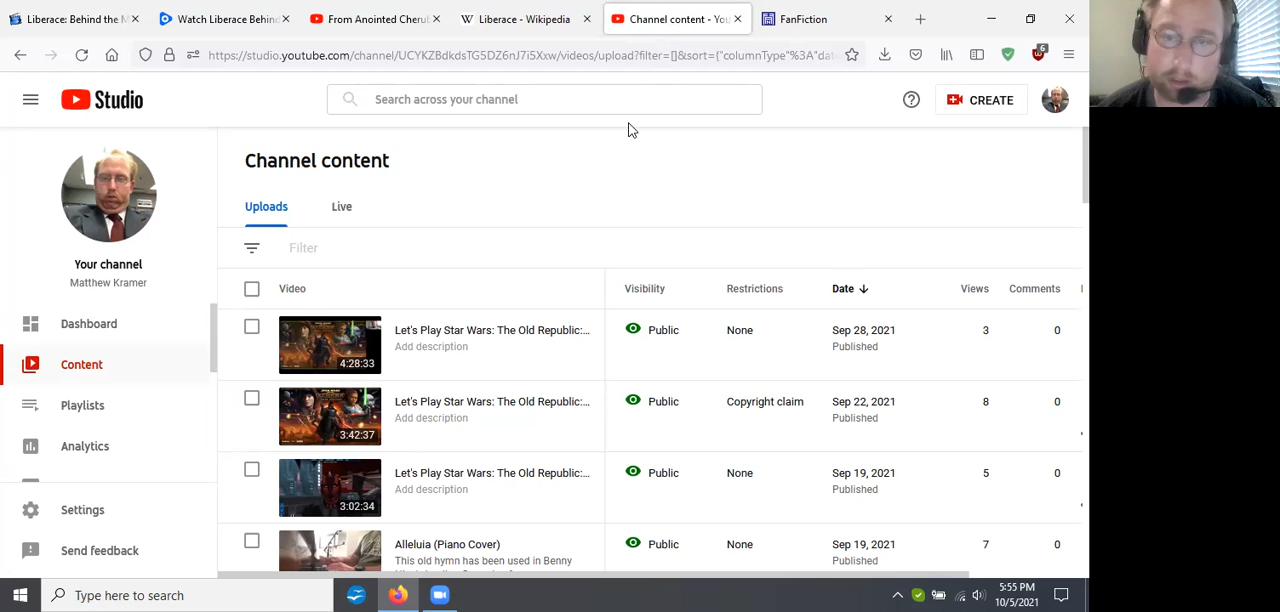 Liberace: Behind the M
Watch Liberace Behind
From Anointed Cherub
Liberace - Wikipedia
Channel content - You
FanFiction
https://studio.youtube.com/channel/UCYKZBdkdsTG5DZ6nJ7i5Xxw/videos/upload?filter=[]&sort={"columnType"%3A"date
6
Studio
Search across your channel
CREATE
Channel content
Uploads
Live
Filter
Your channel
Matthew Kramer
Dashboard
Content
Playlists
Analytics
Settings
Send feedback
Video
Visibility
Restrictions
Date
Views
Comments
4:28:33
Let's Play Star Wars: The Old Republic:...
Add description
Public
None
Sep 28, 2021
Published
3
0
3:42:37
Let's Play Star Wars: The Old Republic:...
Add description
Public
Copyright claim
Sep 22, 2021
Published
8
0
3:02:34
Let's Play Star Wars: The Old Republic:...
Add description
Public
None
Sep 19, 2021
Published
5
0
Alleluia (Piano Cover)
This old hymn has been used in Benny
Public
None
Sep 19, 2021
Published
7
0
Type here to search
5:55 PM
10/5/2021